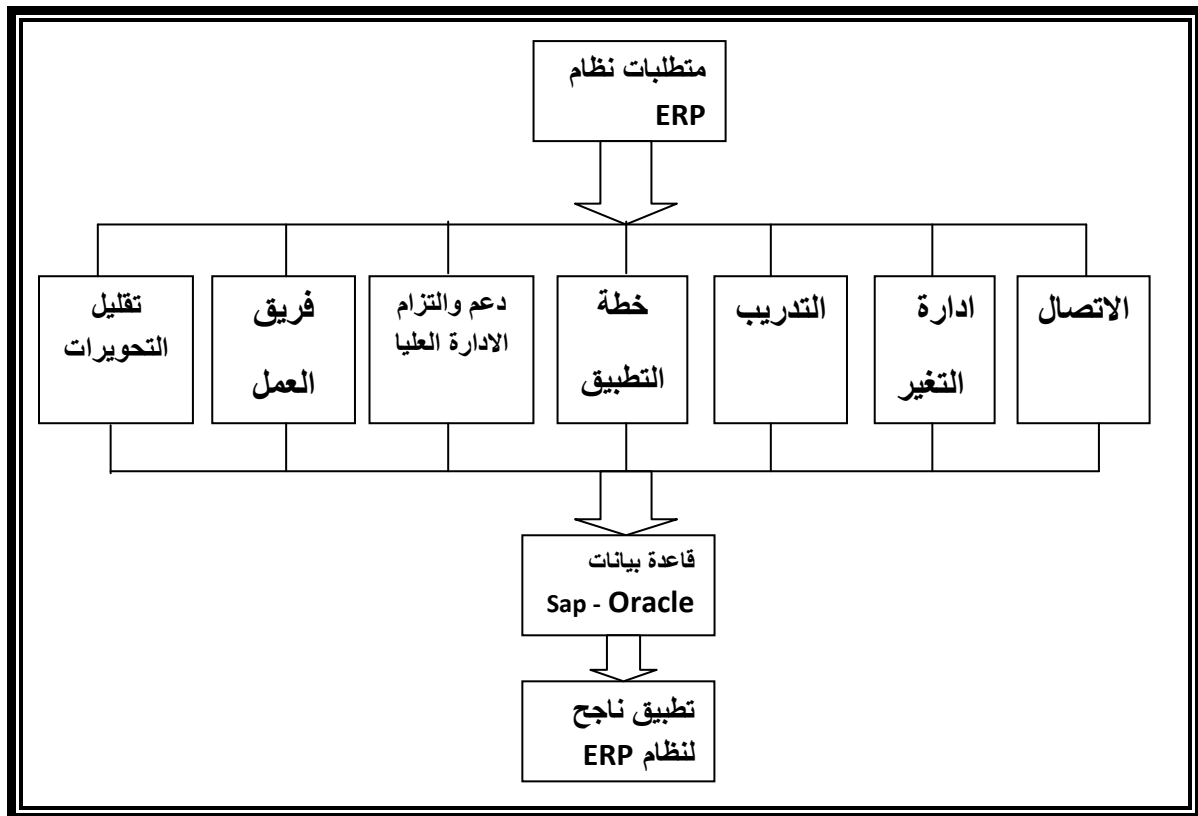 متطلبات نظام
ERP
الاتصال
ادارة
التغير
التدريب
خطة
التطبيق
دعم والتزام
الادارة العليا
فريق
العمل
تقليل
التحويرات
قاعدة بيانات
Sap - Oracle
تطبيق ناجح
لنظام ERP